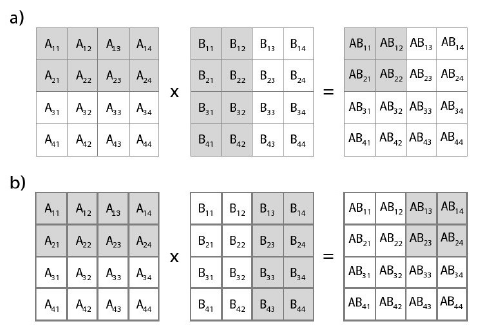 a)
A11 A12 A13 A14 B11 B12 B13 B14 AB11 AB12 AB13 AB14
A21 A22 A23 A24 B21 B22 B23 B24 AB21 AB22 AB23 AB24
x =
A31 A32 A33 A34 B31 B32 B33 B34 AB31 AB32 AB33 AB34
A41 A42 A43 A44 B41 B42 B43 B44 AB41 AB42 AB43 AB44
b)
A11 A12 A13 A14 B11 B12 B13 B14 AB11 AB12 AB13 AB14
A21 A22 A23 A24 B21 B22 B23 B24 AB21 AB22 AB23 AB24
x =
A31 A32 A33 A34 B31 B32 B33 B34 AB31 AB32 AB33 AB34
A41 A42 A43 A44 B41 B42 B43 B44 AB41 AB42 AB43 AB44